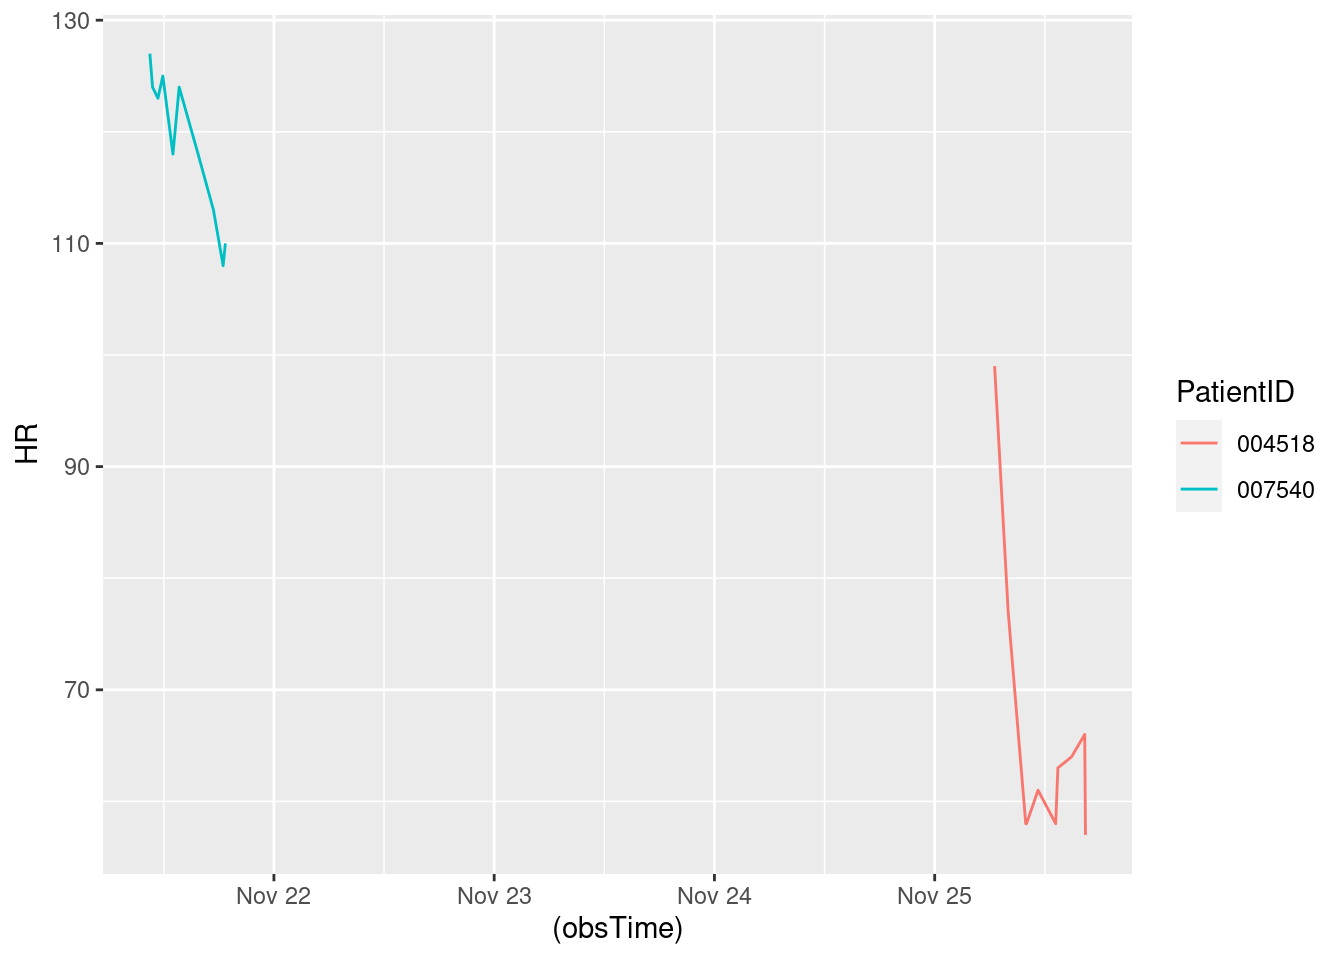 130
110
90
70
HR
Nov 22
Nov 23
Nov 24
Nov 25
(obsTime)
PatientID
004518
007540